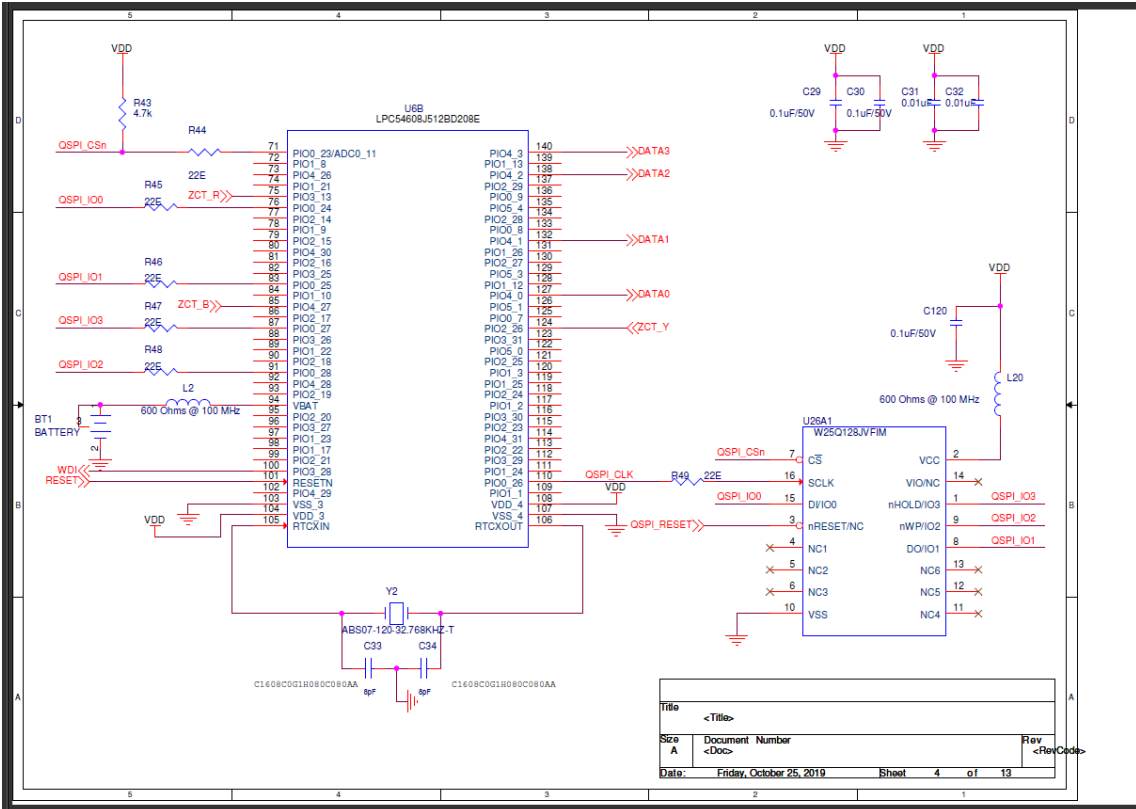 5 4 3 2 1
VDD
R43
4.7k
QSPI_CSn
R44
22E
R45
22E
QSPI_IO0
ZCT_R
R46
22E
QSPI_IO1
ZCT_B
R47
22E
QSPI_IO3
R48
22E
QSPI_IO2
L2
600 Ohms @ 100 MHz
BT1
BATTERY
1
3
2
WDI
RESET
VDD
U6B
LPC54608J512BD208E
71 PIO0_23/ADC0_11
72 PIO1_8
73 PIO4_26
74 PIO1_21
75 PIO3_13
76 PIO0_24
77 PIO2_14
78 PIO1_9
79 PIO2_15
80 PIO4_30
81 PIO2_16
82 PIO3_25
83 PIO0_25
84 PIO1_10
85 PIO4_27
86 PIO2_17
87 PIO0_27
88 PIO3_26
89 PIO1_22
90 PIO2_18
91 PIO0_28
92 PIO4_28
93 PIO2_19
94 VBAT
95 PIO2_20
96 PIO3_27
97 PIO1_23
98 PIO1_17
99 PIO2_21
100 PIO3_28
101 RESETN
102 PIO4_29
103 VSS_3
104 VDD_3
105 RTCXIN
PIO4_3 140
PIO1_13 139
PIO4_2 138
PIO2_29 137
PIO0_9 136
PIO5_4 135
PIO2_28 134
PIO0_8 133
PIO4_1 132
PIO1_26 131
PIO2_27 130
PIO5_3 129
PIO1_12 128
PIO4_0 127
PIO5_1 126
PIO0_7 125
PIO2_26 124
PIO3_31 123
PIO5_0 122
PIO2_25 121
PIO1_3 120
PIO1_25 119
PIO2_24 118
PIO1_2 117
PIO3_30 116
PIO2_23 115
PIO4_31 114
PIO2_22 113
PIO3_29 112
PIO1_24 111
PIO0_26 110
PIO1_1 109
VDD_4 108
VSS_4 107
RTCXOUT 106
DATA3
DATA2
DATA1
DATA0
ZCT_Y
Y2
ABS07-120-32.768KHZ-T
C33 C34
8pF 8pF
C1608C0G1H080C080AA C1608C0G1H080C080AA
VDD VDD
C29 C30 C31 C32
0.1uF/50V 0.1uF/50V 0.01uF 0.01uF
VDD
C120
0.1uF/50V
L20
600 Ohms @ 100 MHz
QSPI_CLK
VDD
R49 22E
U26A1
W25Q128JVFIM
QSPI_CSn 7 CS
16 SCLK
QSPI_IO0 15 DI/IO0
QSPI_RESET 3 nRESET/NC
4 NC1
5 NC2
6 NC3
10 VSS
VCC 2
VIO/NC 14
nHOLD/IO3 1 QSPI_IO3
nWP/IO2 9 QSPI_IO2
DO/IO1 8 QSPI_IO1
NC6 13
NC5 12
NC4 11
D D
C C
B B
A A
Title
<Title>
Size
A
Document Number
<Doc>
Rev
<RevCode>
Date: Friday, October 25, 2019 Sheet 4 of 13
5 4 3 2 1